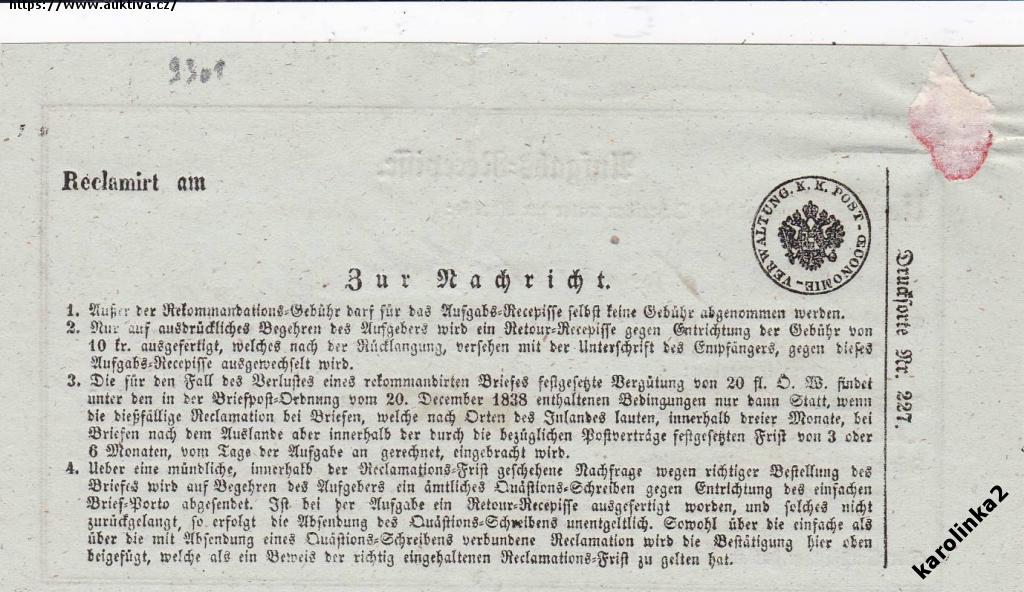 https://www.auktiva.cz/
9301
Reclamirt am
VERWALTUNG. K. K. POST-ŒCONOMIE-
Zur Nachricht.
1. Außer der Rekommandations-Gebühr darf für das Aufgabs-Recepisse selbst keine Gebühr abgenommen werden.
2. Nur auf ausdrückliches Begehren des Aufgebers wird ein Retour-Recepisse gegen Entrichtung der Gebühr von
10 kr. ausgefertigt, welches nach der Rücklangung, versehen mit der Unterschrift des Empfängers, gegen dieses
Aufgabs-Recepisse ausgewechselt wird.
3. Die für den Fall des Verlustes eines rekommandirten Briefes festgesetzte Vergütung von 20 fl. Ö. W. findet
unter den in der Briefpost-Ordnung vom 20. December 1838 enthaltenen Bedingungen nur dann Statt, wenn
die dießfällige Reclamation bei Briefen, welche nach Orten des Inlandes lauten, innerhalb dreier Monate, bei
Briefen nach dem Auslande aber innerhalb der durch die bezüglichen Postverträge festgesetzten Frist von 3 oder
6 Monaten, vom Tage der Aufgabe an gerechnet, eingebracht wird.
4. Ueber eine mündliche, innerhalb der Reclamations-Frist geschehene Nachfrage wegen richtiger Bestellung des
Briefes wird auf Begehren des Aufgebers ein ämtliches Quästions-Schreiben gegen Entrichtung des einfachen
Brief-Porto abgesendet. Ist bei der Aufgabe ein Retour-Recepisse ausgefertigt worden, und solches nicht
zurückgelangt, so erfolgt die Absendung des Quästions-Schreibens unentgeltlich. Sowohl über die einfache als
über die mit Absendung eines Quästions-Schreibens verbundene Reclamation wird die Bestätigung hier oben
beigefügt, welche als ein Beweis der richtig eingehaltenen Reclamations-Frist zu gelten hat.
Drucksorte Nr. 227.
karolinka2